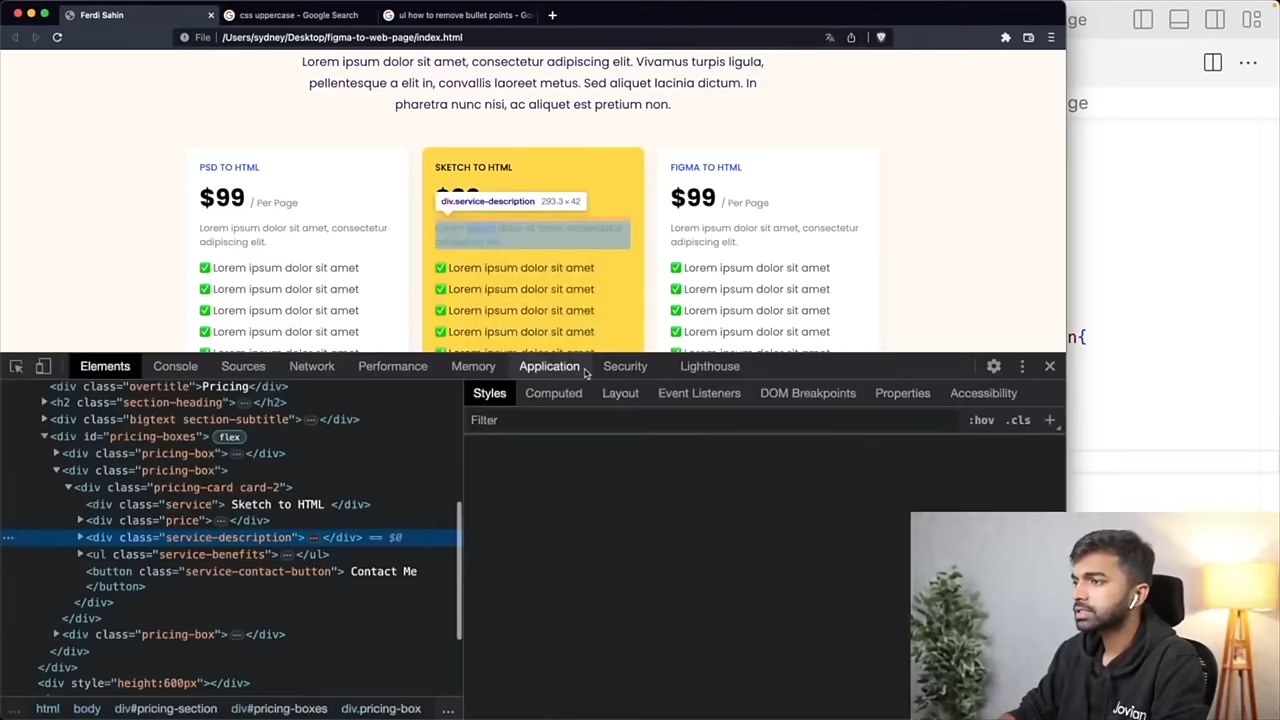 Ferdi Sahin
css uppercase - Google Search
ul how to remove bullet points - Goo
File
/Users/sydney/Desktop/figma-to-web-page/index.html
ge
ge
n{
Lorem ipsum dolor sit amet, consectetur adipiscing elit. Vivamus turpis ligula,
pellentesque a elit in, convallis laoreet metus. Sed aliquet lacinia dictum. In
pharetra nunc nisi, ac aliquet est pretium non.
PSD TO HTML
$99 / Per Page
Lorem ipsum dolor sit amet, consectetur
adipiscing elit.
✅ Lorem ipsum dolor sit amet
✅ Lorem ipsum dolor sit amet
✅ Lorem ipsum dolor sit amet
✅ Lorem ipsum dolor sit amet
SKETCH TO HTML
div.service-description 293.3 × 42
Lorem ipsum dolor sit amet, consectetur
adipiscing elit.
✅ Lorem ipsum dolor sit amet
✅ Lorem ipsum dolor sit amet
✅ Lorem ipsum dolor sit amet
✅ Lorem ipsum dolor sit amet
FIGMA TO HTML
$99 / Per Page
Lorem ipsum dolor sit amet, consectetur
adipiscing elit.
✅ Lorem ipsum dolor sit amet
✅ Lorem ipsum dolor sit amet
✅ Lorem ipsum dolor sit amet
✅ Lorem ipsum dolor sit amet
Elements Console Sources Network Performance Memory Application Security Lighthouse
<div class="overtitle">Pricing</div>
<h2 class="section-heading">…</h2>
<div class="bigtext section-subtitle">…</div>
<div id="pricing-boxes"> flex
<div class="pricing-box">…</div>
<div class="pricing-box">
<div class="pricing-card card-2">
<div class="service"> Sketch to HTML </div>
<div class="price">…</div>
<div class="service-description">…</div> == $0
<ul class="service-benefits">…</ul>
<button class="service-contact-button"> Contact Me
</button>
</div>
</div>
<div class="pricing-box">…</div>
</div>
</div>
<div style="height:600px"></div>
… html body div#pricing-section div#pricing-boxes div.pricing-box …
Styles Computed Layout Event Listeners DOM Breakpoints Properties Accessibility
Filter :hov .cls +
Jovian